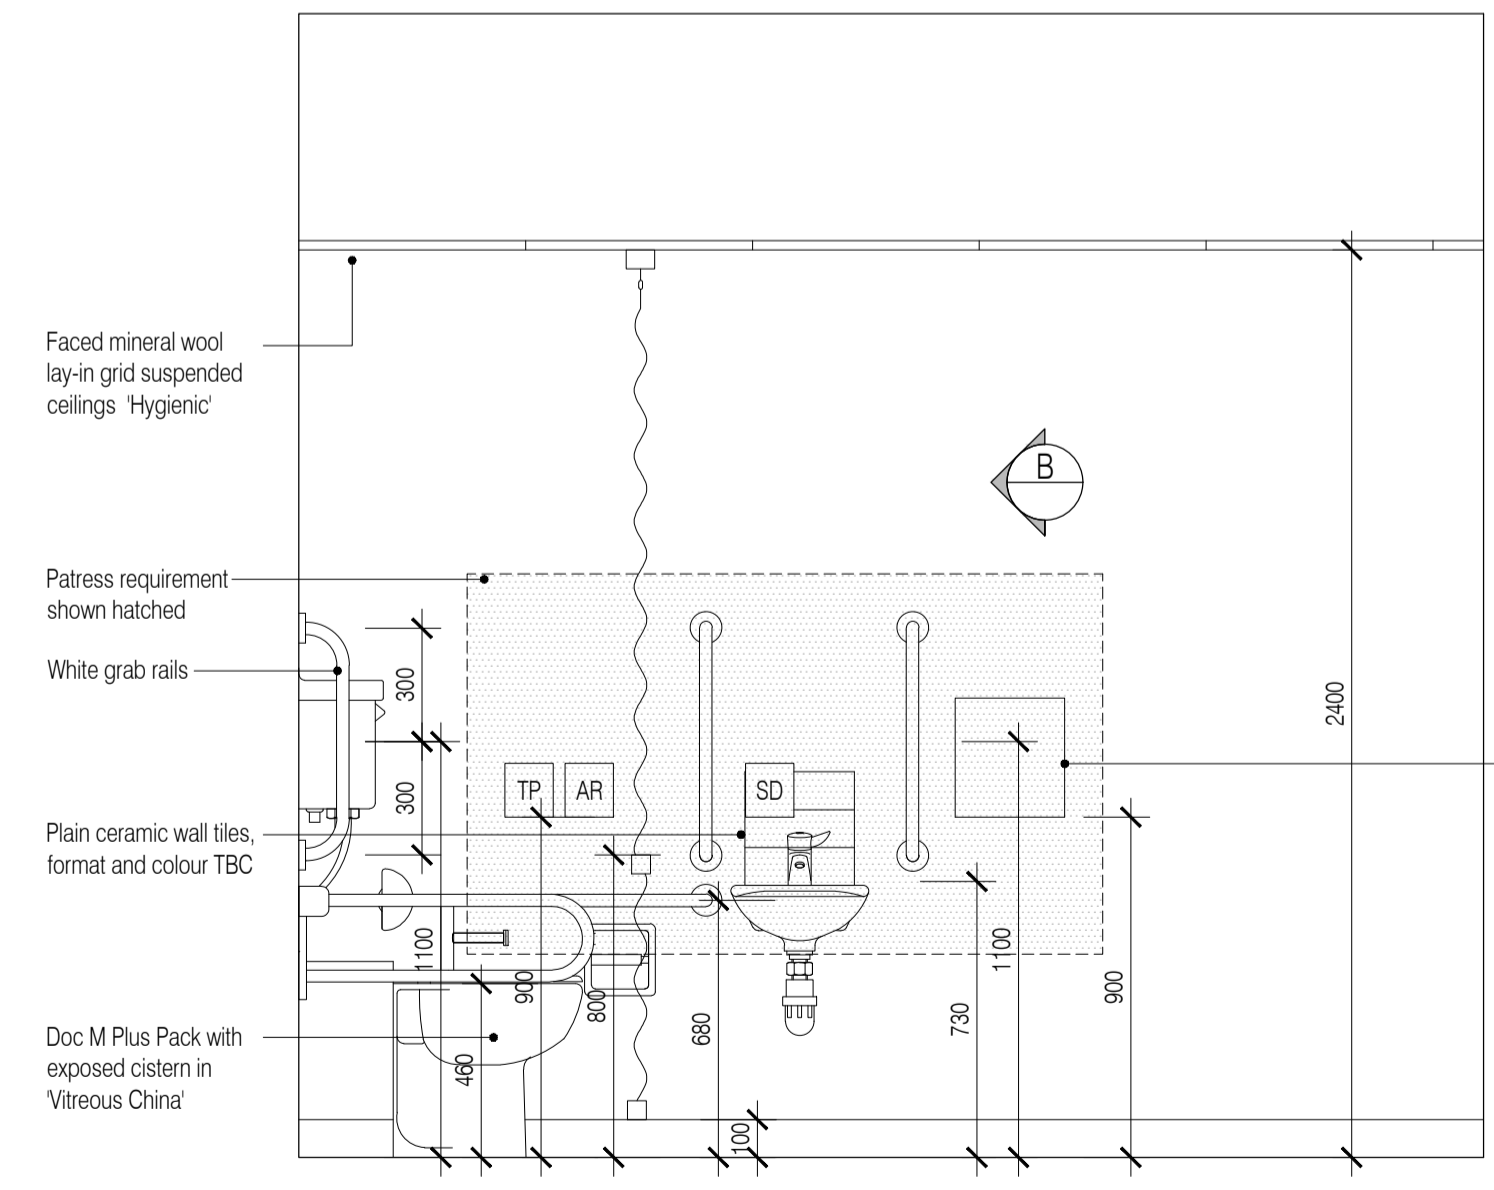 Faced mineral wool
lay-in grid suspended
ceilings 'Hygienic'
B
Patress requirement
shown hatched
White grab rails
300
2400
TP
AR
SD
300
Plain ceramic wall tiles,
format and colour TBC
1100
900
800
680
730
1100
900
Doc M Plus Pack with
exposed cistern in
'Vitreous China'
460
100